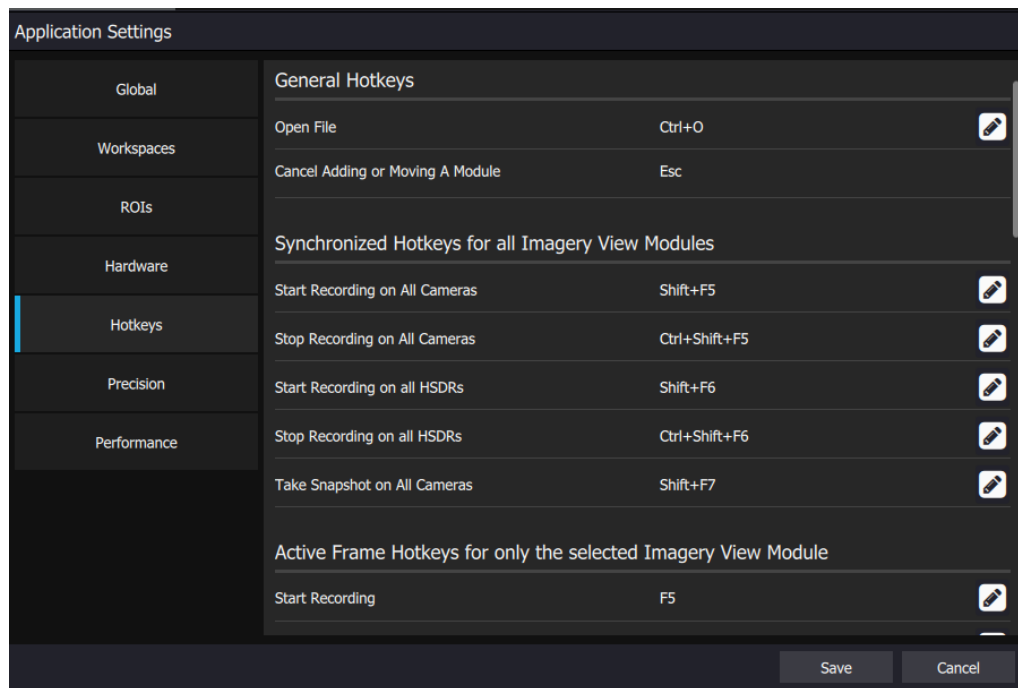 Application Settings
Global
Workspaces
ROIs
Hardware
Hotkeys
Precision
Performance
General Hotkeys
Open File Ctrl+O
Cancel Adding or Moving A Module Esc
Synchronized Hotkeys for all Imagery View Modules
Start Recording on All Cameras Shift+F5
Stop Recording on All Cameras Ctrl+Shift+F5
Start Recording on all HSDRs Shift+F6
Stop Recording on all HSDRs Ctrl+Shift+F6
Take Snapshot on All Cameras Shift+F7
Active Frame Hotkeys for only the selected Imagery View Module
Start Recording F5
Save Cancel